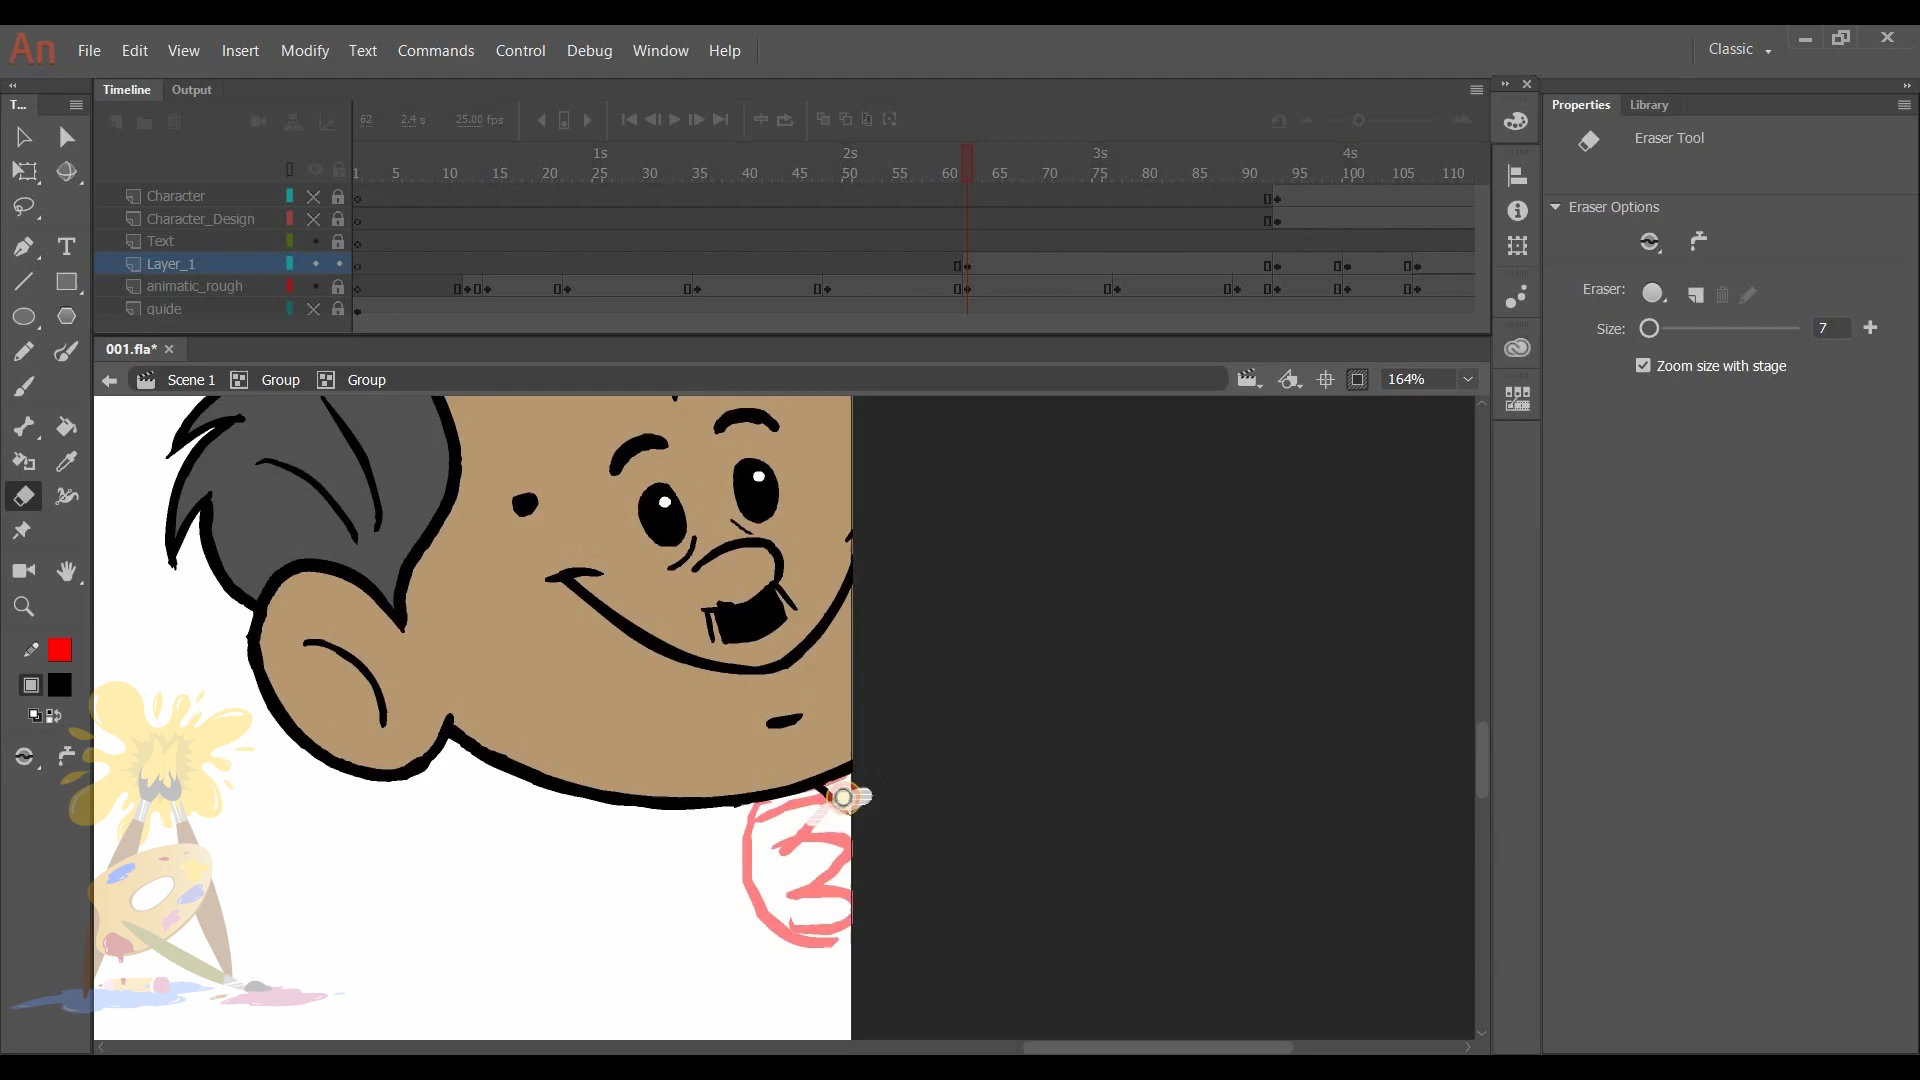 An File Edit View Insert Modify Text Commands Control Debug Window Help Classic
T... Timeline Output Properties Library
62 2.4 s 25.00 fps
Eraser Tool
1s 2s 3s 4s
1 5 10 15 20 25 30 35 40 45 50 55 60 65 70 75 80 85 90 95 100 105 110
Character
Character_Design
Text
Layer_1
animatic_rough
guide
Eraser Options
Eraser:
Size: 7
Zoom size with stage
001.fla*
Scene 1 Group Group 164%
T
2